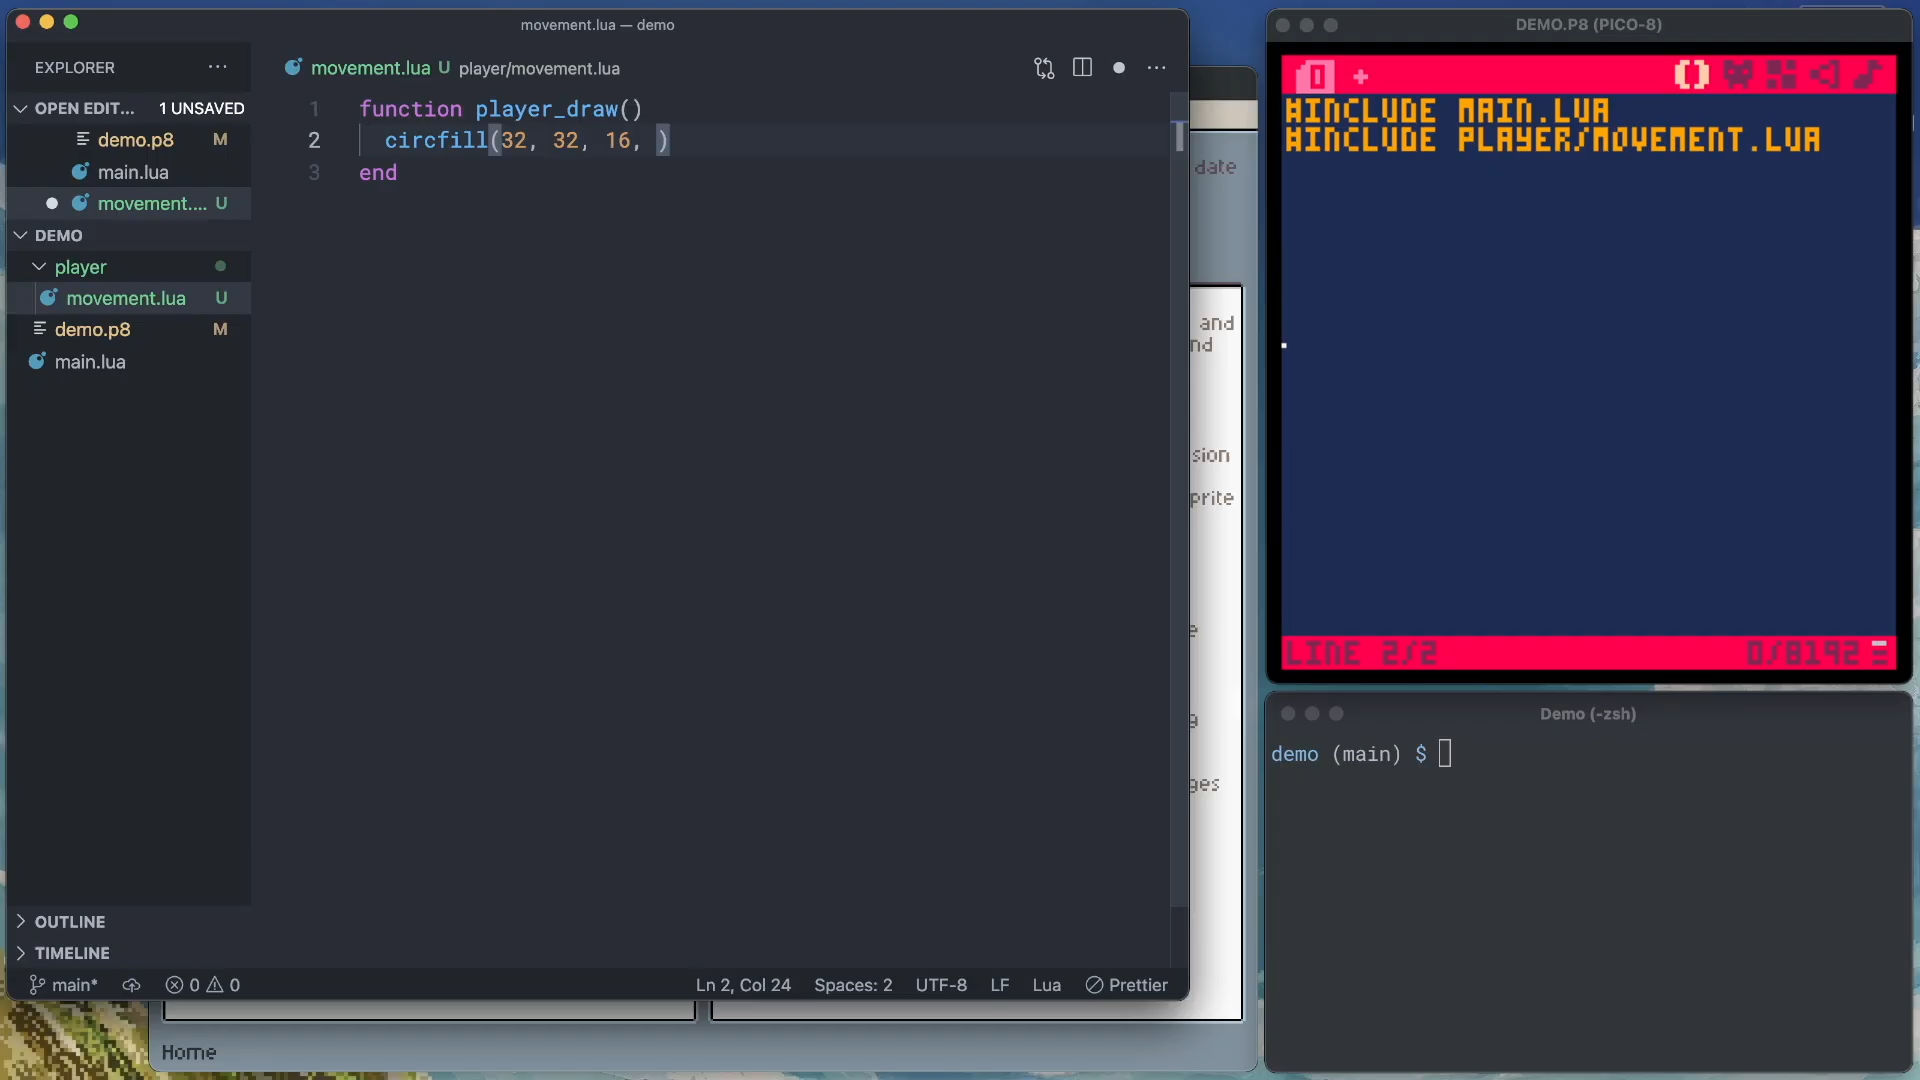 movement.lua — demo
EXPLORER
OPEN EDIT... 1 UNSAVED
demo.p8 M
main.lua
movement.... U
DEMO
player
movement.lua U
demo.p8 M
main.lua
OUTLINE
TIMELINE
movement.lua U player/movement.lua
1 function player_draw()
2 circfill(32, 32, 16, )
3 end
main* 0 0 Ln 2, Col 24 Spaces: 2 UTF-8 LF Lua Prettier
date
and
nd
sion
prite
ges
Home
DEMO.P8 (PICO-8)
0 +
#INCLUDE MAIN.LUA
#INCLUDE PLAYER/MOVEMENT.LUA
LINE 2/2 0/8192
Demo (-zsh)
demo (main) $